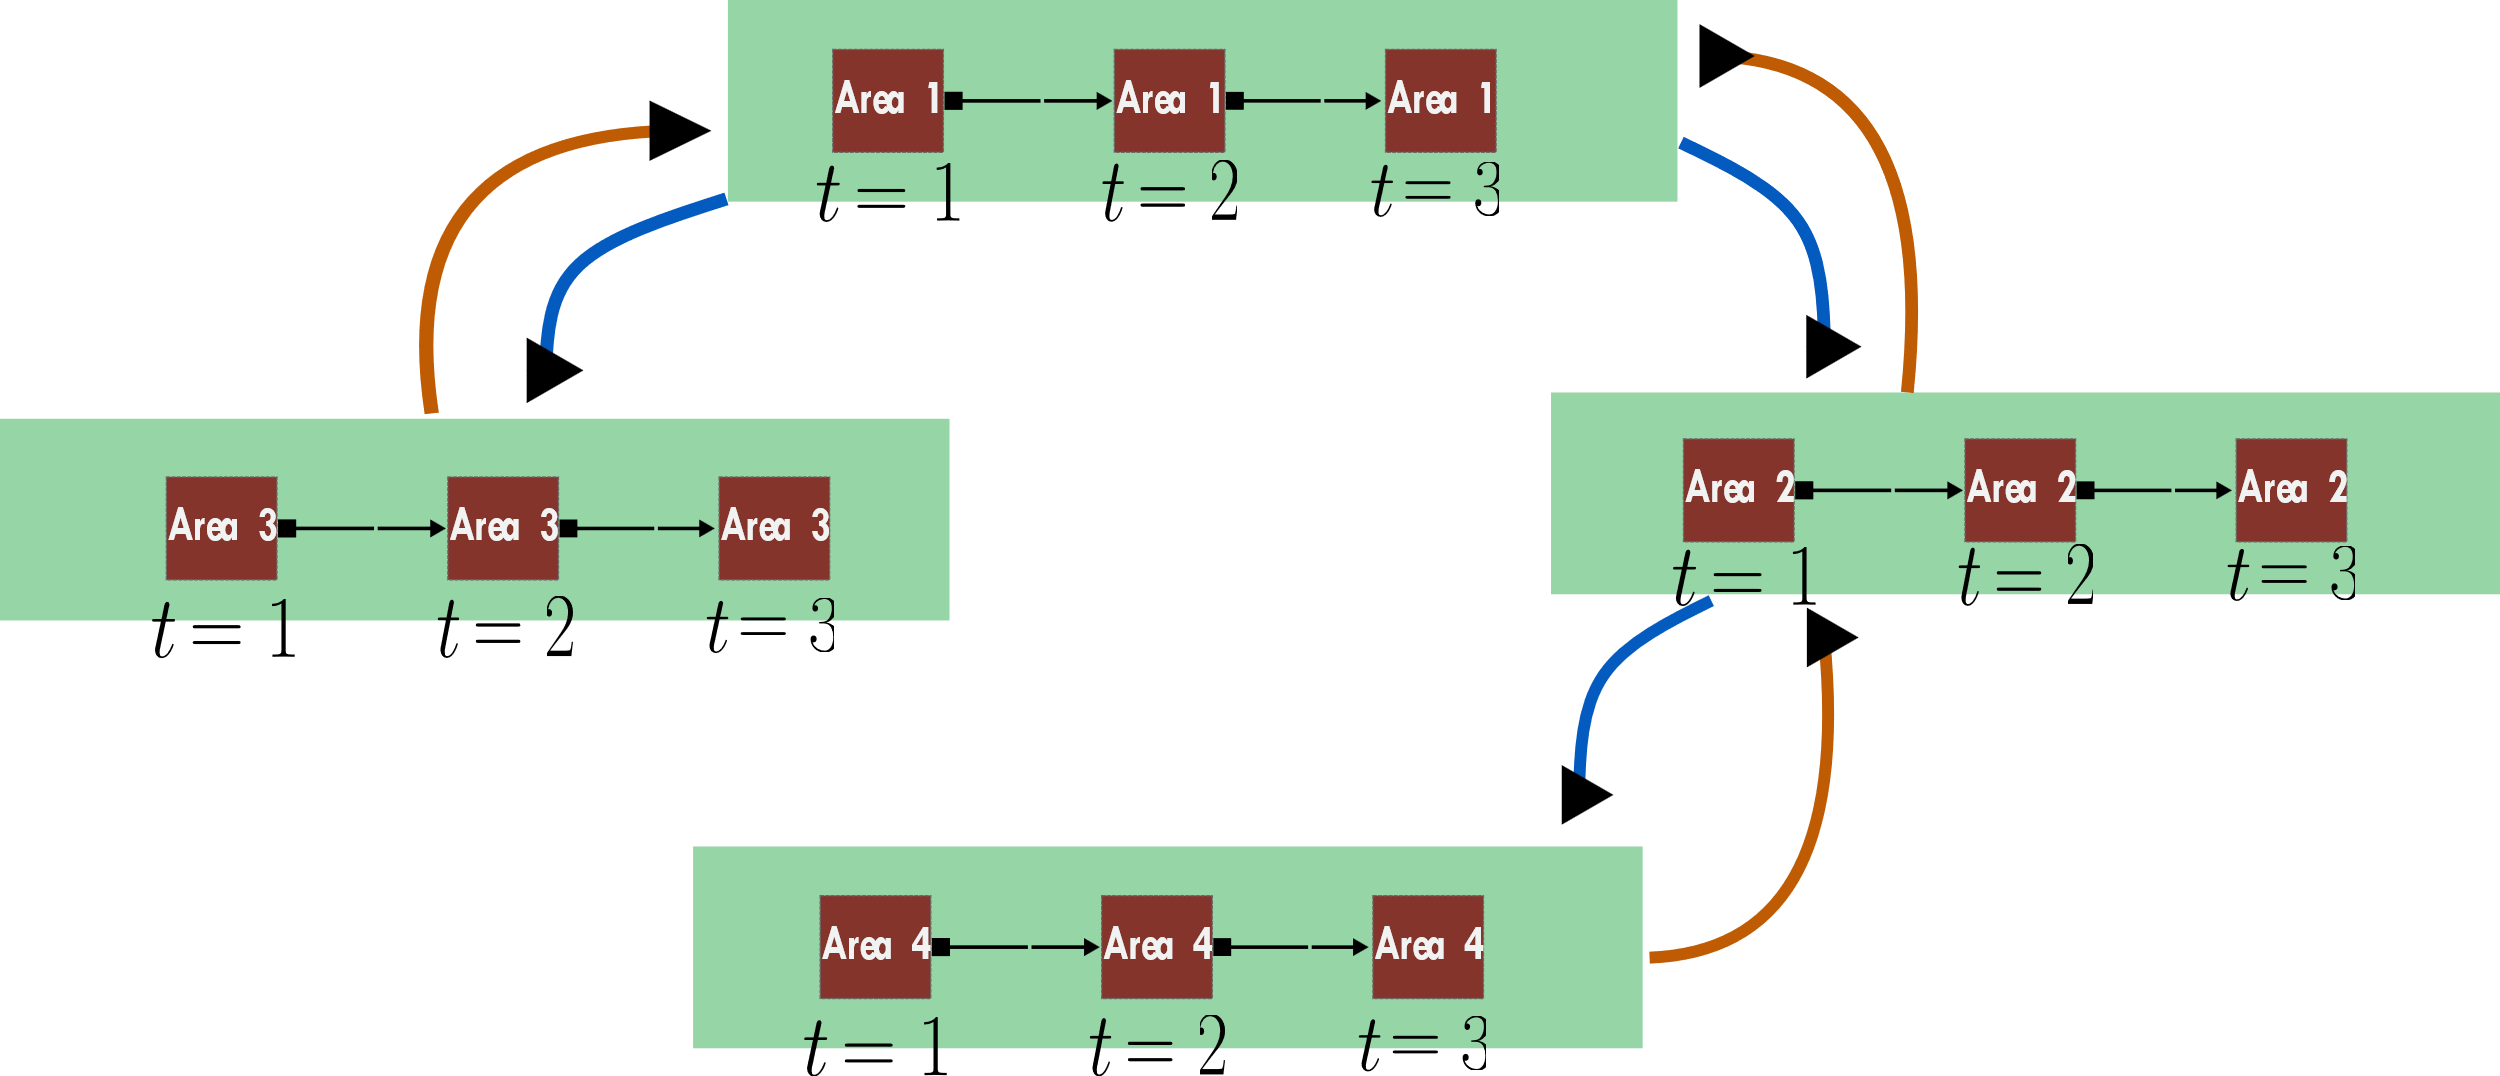 Area 1 Area 1 Area 1
t = 1 t = 2 t = 3
Area 3 Area 3 Area 3
t = 1 t = 2 t = 3
Area 2 Area 2 Area 2
t = 1 t = 2 t = 3
Area 4 Area 4 Area 4
t = 1 t = 2 t = 3